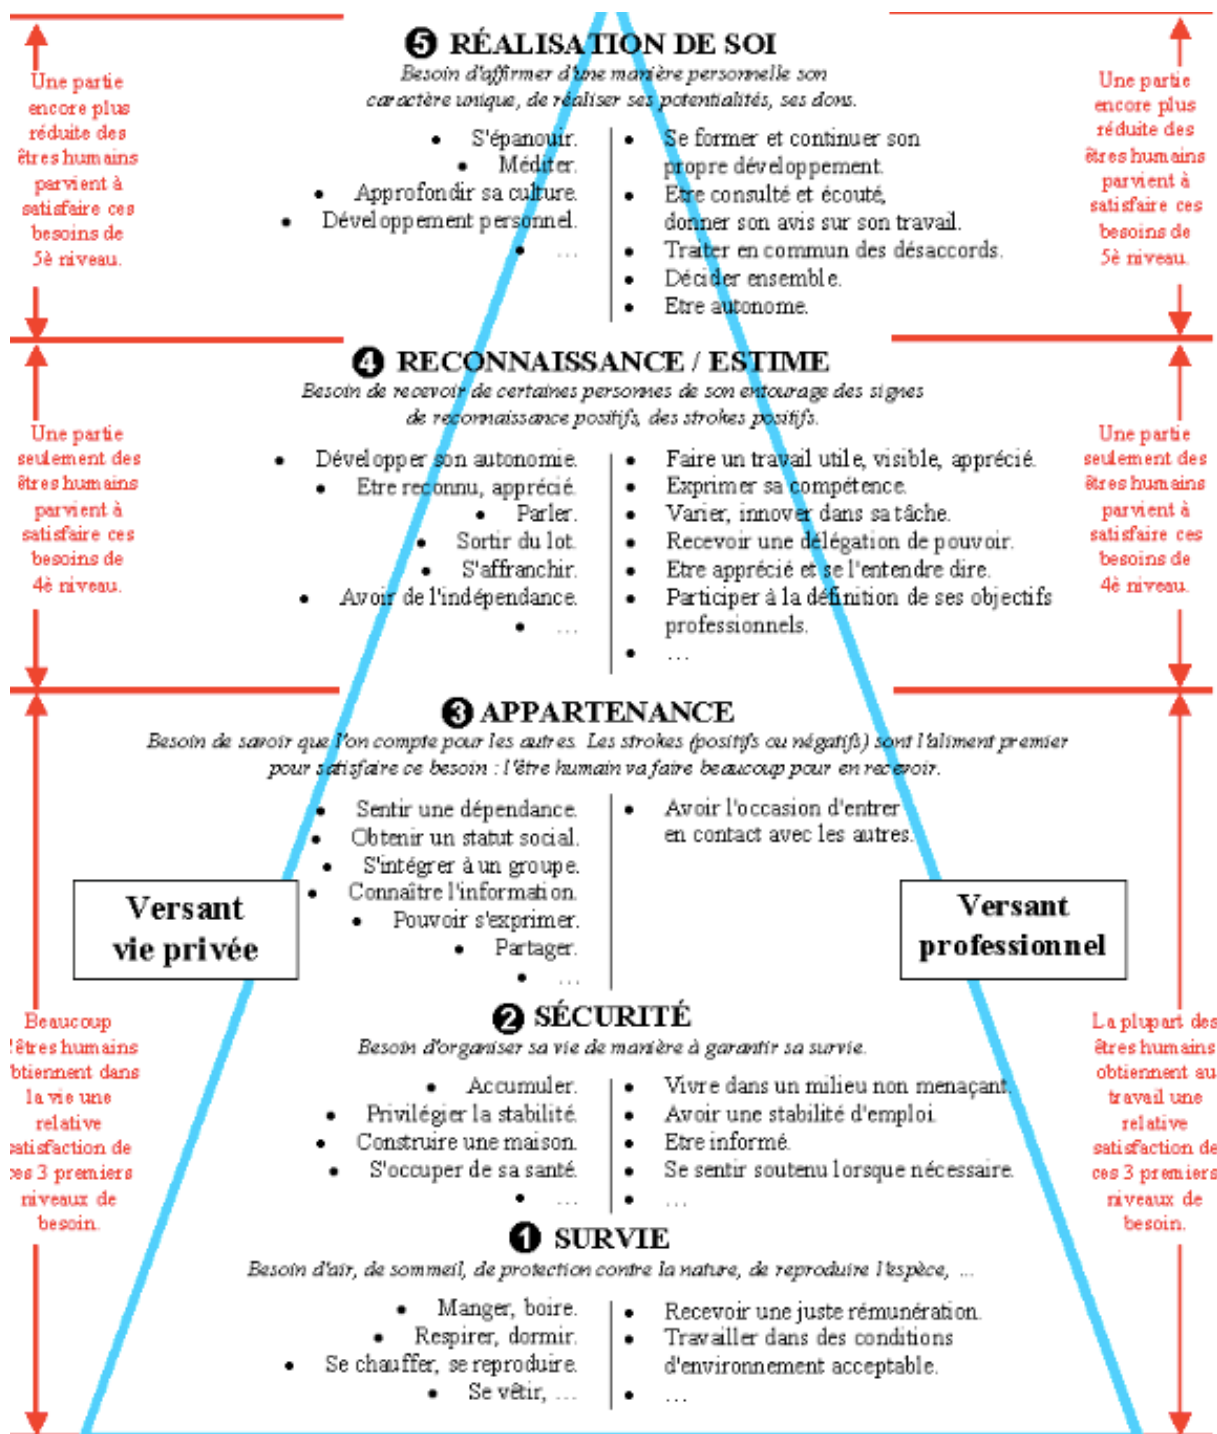 ❺ RÉALISATION DE SOI
Besoin d'affirmer d'une manière personnelle son
caractère unique, de réaliser ses potentialités, ses dons.
• S'épanouir.
• Méditer.
• Approfondir sa culture.
• Développement personnel.
• ...
• Se former et continuer son
propre développement.
• Etre consulté et écouté,
donner son avis sur son travail.
• Traiter en commun des désaccords.
• Décider ensemble.
• Etre autonome.
Une partie
encore plus
réduite des
êtres humains
parvient à
satisfaire ces
besoins de
5è niveau.
Une partie
encore plus
réduite des
êtres humains
parvient à
satisfaire ces
besoins de
5è niveau.
❹ RECONNAISSANCE / ESTIME
Besoin de recevoir de certaines personnes de son entourage des signes
de reconnaissance positifs, des strokes positifs.
• Développer son autonomie.
• Etre reconnu, apprécié.
• Parler.
• Sortir du lot.
• S'affranchir.
• Avoir de l'indépendance.
• ...
• Faire un travail utile, visible, apprécié.
• Exprimer sa compétence.
• Varier, innover dans sa tâche.
• Recevoir une délégation de pouvoir.
• Etre apprécié et se l'entendre dire.
• Participer à la définition de ses objectifs
professionnels.
• ...
Une partie
seulement des
êtres humains
parvient à
satisfaire ces
besoins de
4è niveau.
Une partie
seulement des
êtres humains
parvient à
satisfaire ces
besoins de
4è niveau.
❸ APPARTENANCE
Besoin de savoir que l'on compte pour les autres. Les strokes (positifs ou négatifs) sont l'aliment premier
pour satisfaire ce besoin : l'être humain va faire beaucoup pour en recevoir.
• Sentir une dépendance.
• Obtenir un statut social.
• S'intégrer à un groupe.
• Connaître l'information.
• Pouvoir s'exprimer.
• Partager.
• ...
• Avoir l'occasion d'entrer
en contact avec les autres.
Versant
vie privée
Versant
professionnel
❷ SÉCURITÉ
Besoin d'organiser sa vie de manière à garantir sa survie.
• Accumuler.
• Privilégier la stabilité.
• Construire une maison.
• S'occuper de sa santé.
• ...
• Vivre dans un milieu non menaçant.
• Avoir une stabilité d'emploi.
• Etre informé.
• Se sentir soutenu lorsque nécessaire.
• ...
Beaucoup
'êtres humains
btiennent dans
la vie une
relative
satisfaction de
ces 3 premiers
niveaux de
besoin.
La plupart des
êtres humains
obtiennent au
travail une
relative
satisfaction de
ces 3 premiers
niveaux de
besoin.
❶ SURVIE
Besoin d'air, de sommeil, de protection contre la nature, de reproduire l'espèce, ...
• Manger, boire.
• Respirer, dormir.
• Se chauffer, se reproduire.
• Se vêtir, ...
• Recevoir une juste rémunération.
• Travailler dans des conditions
d'environnement acceptable.
• ...